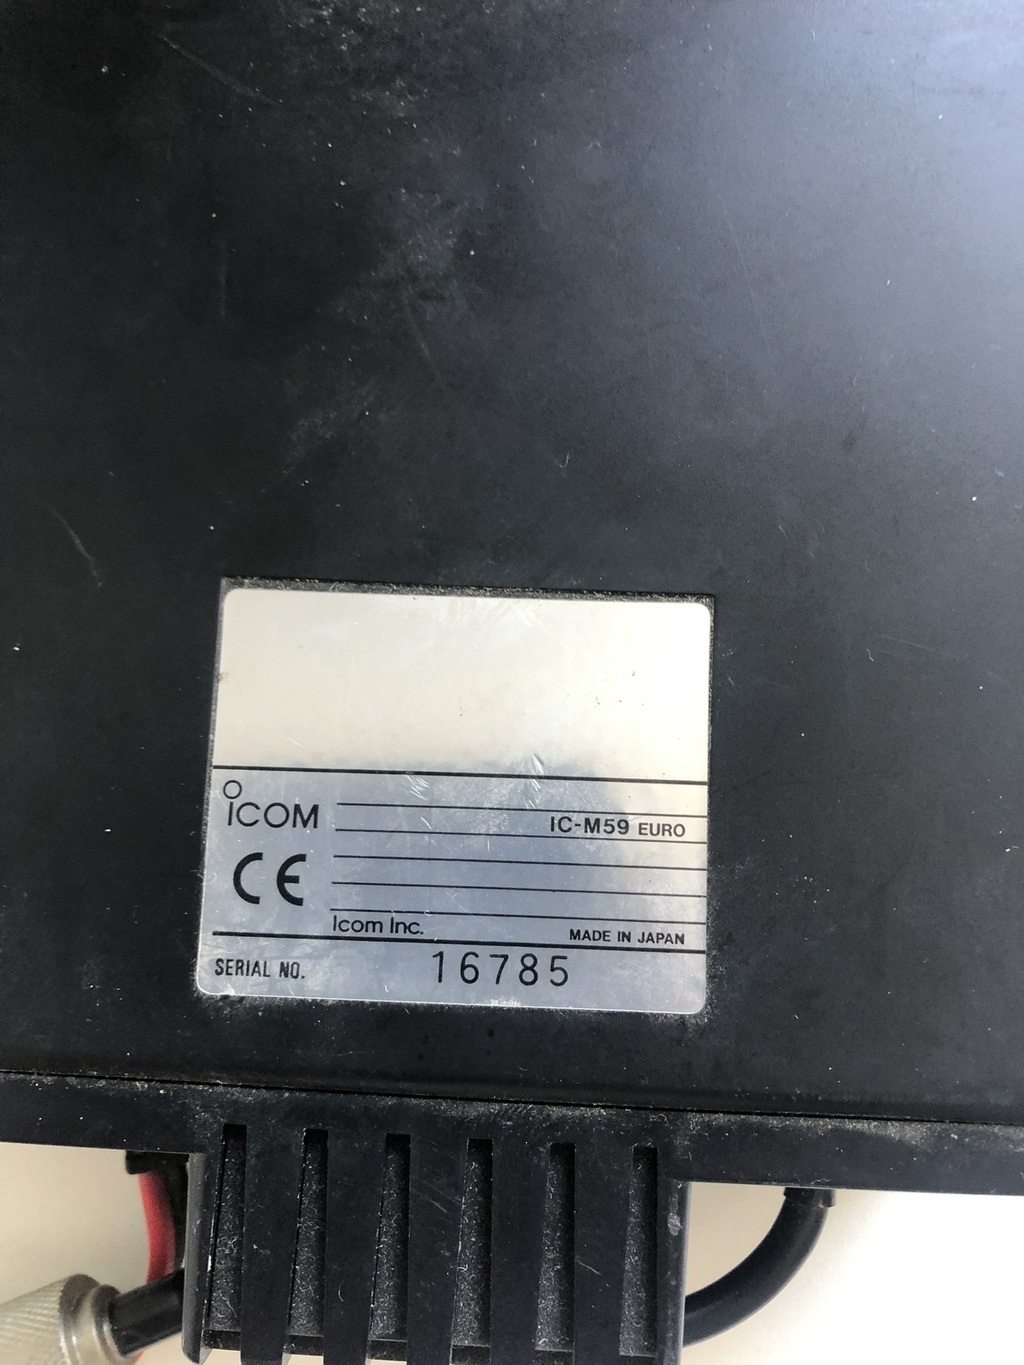 ICOM
IC-M59 EURO
CE
Icom Inc.
MADE IN JAPAN
SERIAL NO. 16785